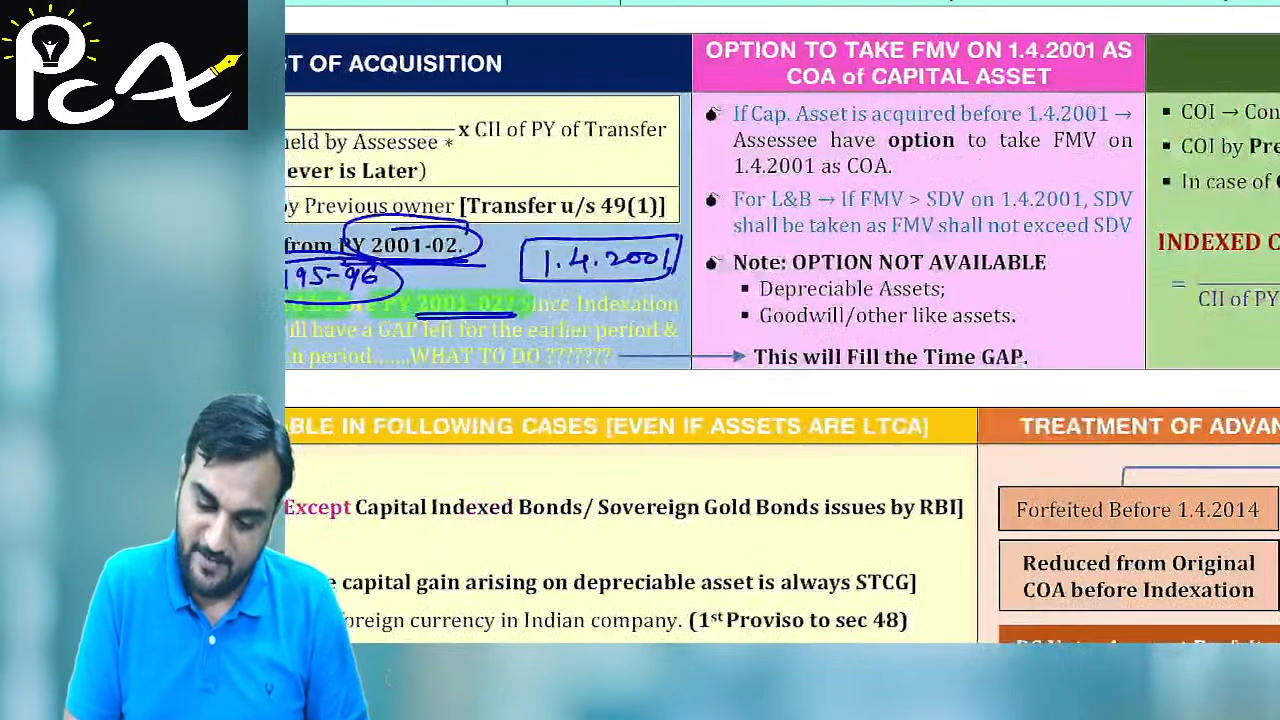 PCA
T OF ACQUISITION
held by Assessee * x CII of PY of Transfer
ever is Later)
by Previous owner [Transfer u/s 49(1)]
from PY 2001-02.
1.4.2001
195-96
PY 2001-02? Since Indexation
ill have a GAP left for the earlier period &
n period.......WHAT TO DO ???????
OPTION TO TAKE FMV ON 1.4.2001 AS
COA of CAPITAL ASSET
If Cap. Asset is acquired before 1.4.2001 →
Assessee have option to take FMV on
1.4.2001 as COA.
For L&B → If FMV > SDV on 1.4.2001, SDV
shall be taken as FMV shall not exceed SDV
Note: OPTION NOT AVAILABLE
Depreciable Assets;
Goodwill/other like assets.
This will Fill the Time GAP.
COI → Con
COI by Pre
In case of
INDEXED C
=
CII of PY
BLE IN FOLLOWING CASES [EVEN IF ASSETS ARE LTCA]
Except Capital Indexed Bonds/ Sovereign Gold Bonds issues by RBI]
e capital gain arising on depreciable asset is always STCG]
oreign currency in Indian company. (1st Proviso to sec 48)
TREATMENT OF ADVAN
Forfeited Before 1.4.2014
Reduced from Original
COA before Indexation